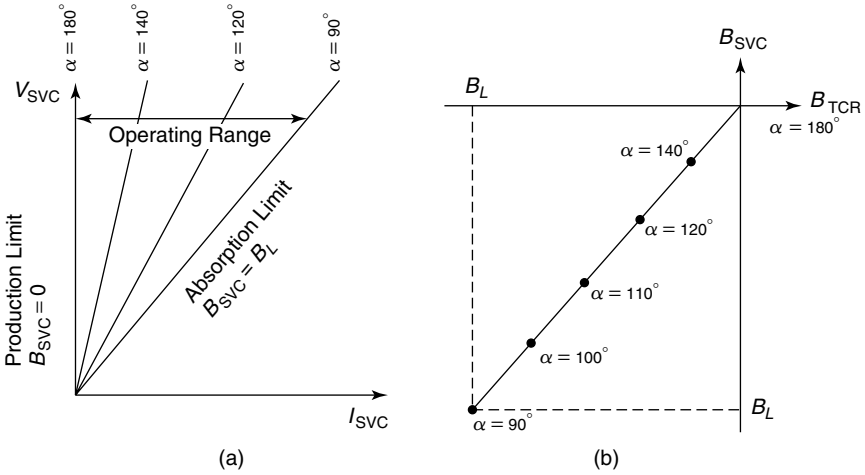 α = 180°
α = 140°
α = 120°
α = 90°
V_SVC
Operating Range
Production Limit
B_SVC = 0
Absorption Limit
B_SVC = B_L
I_SVC
(a)
B_SVC
B_L
B_TCR
α = 180°
α = 140°
α = 120°
α = 110°
α = 100°
α = 90°
B_L
(b)